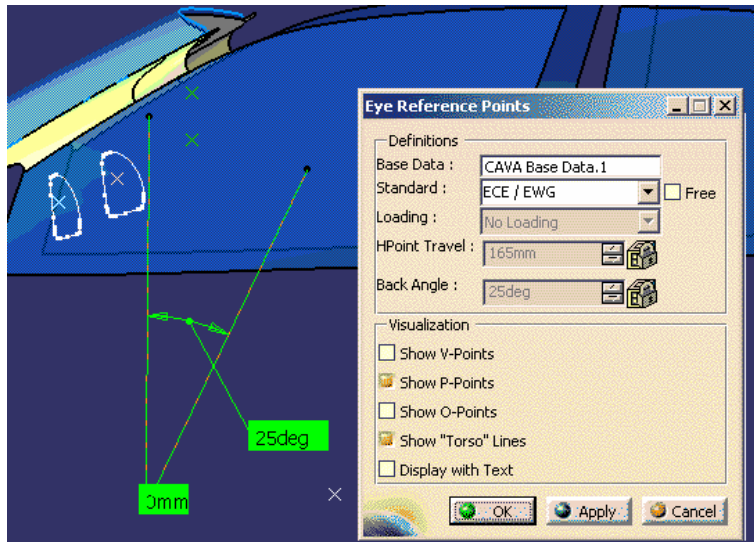 Eye Reference Points
Definitions
Base Data :
CAVA Base Data.1
Standard :
ECE / EWG
Free
Loading :
No Loading
HPoint Travel :
165mm
Back Angle :
25deg
Visualization
Show V-Points
Show P-Points
Show O-Points
Show "Torso" Lines
Display with Text
OK
Apply
Cancel
25deg
0mm